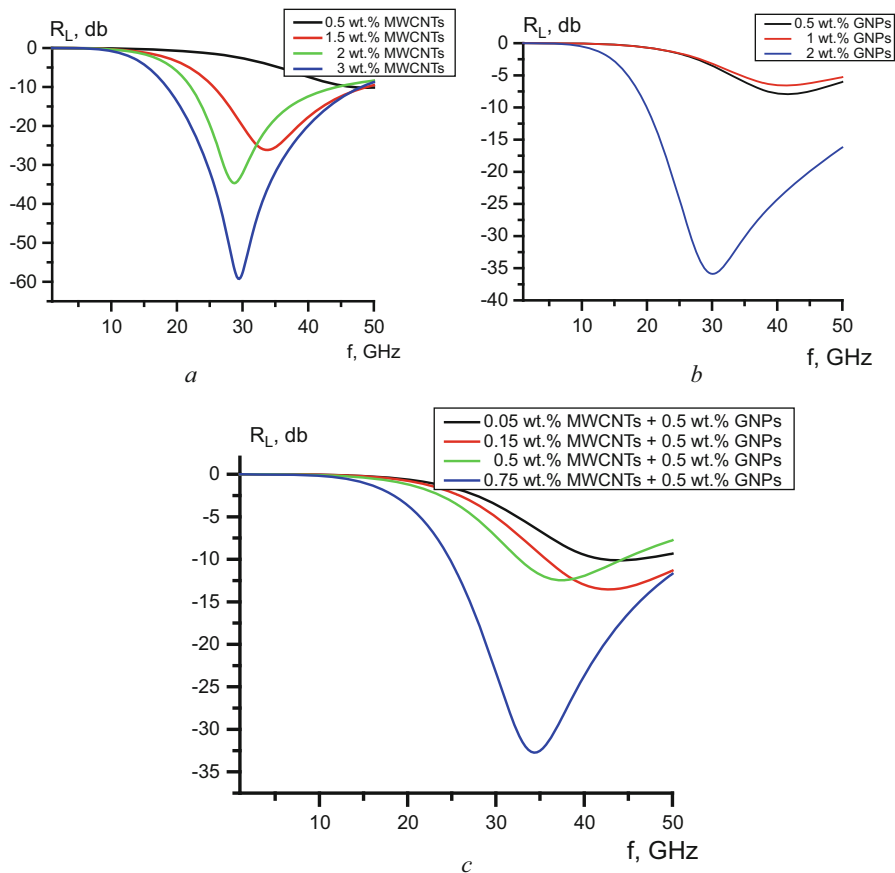 R_L, db
0.5 wt.% MWCNTs
1.5 wt.% MWCNTs
2 wt.% MWCNTs
3 wt.% MWCNTs
0
-10
-20
-30
-40
-50
-60
10 20 30 40 50
f, GHz
a
R_L, db
0.5 wt.% GNPs
1 wt.% GNPs
2 wt.% GNPs
0
-5
-10
-15
-20
-25
-30
-35
-40
10 20 30 40 50
f, GHz
b
R_L, db
0.05 wt.% MWCNTs + 0.5 wt.% GNPs
0.15 wt.% MWCNTs + 0.5 wt.% GNPs
0.5 wt.% MWCNTs + 0.5 wt.% GNPs
0.75 wt.% MWCNTs + 0.5 wt.% GNPs
0
-5
-10
-15
-20
-25
-30
-35
10 20 30 40 50
f, GHz
c